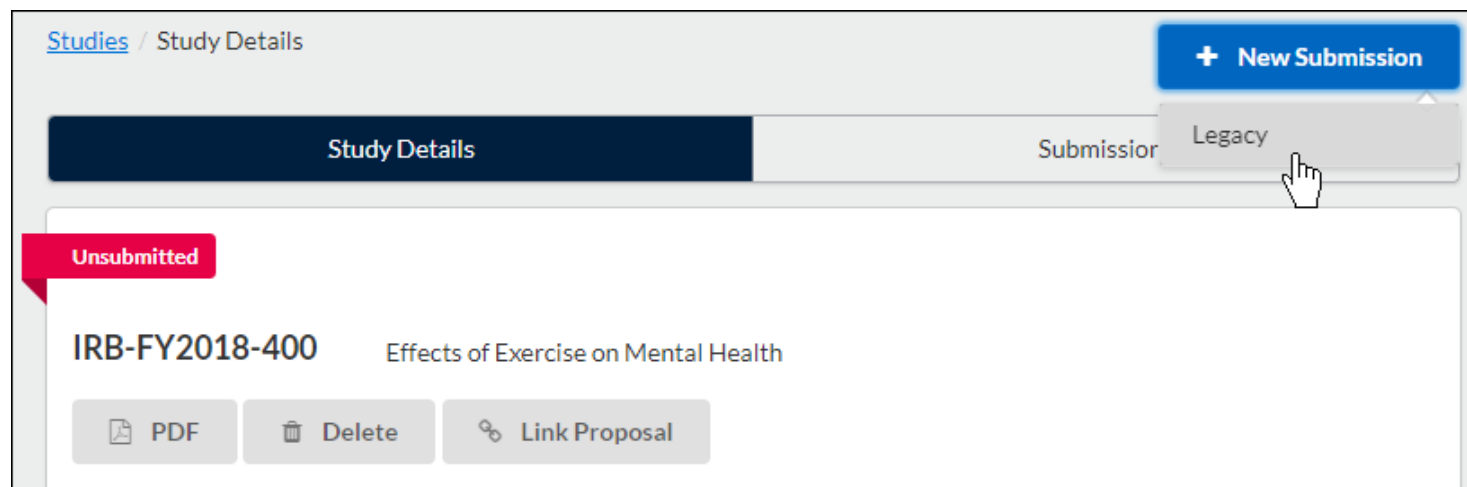 Studies / Study Details
+ New Submission
Legacy
Study Details
Submission
Unsubmitted
IRB-FY2018-400 Effects of Exercise on Mental Health
PDF Delete Link Proposal